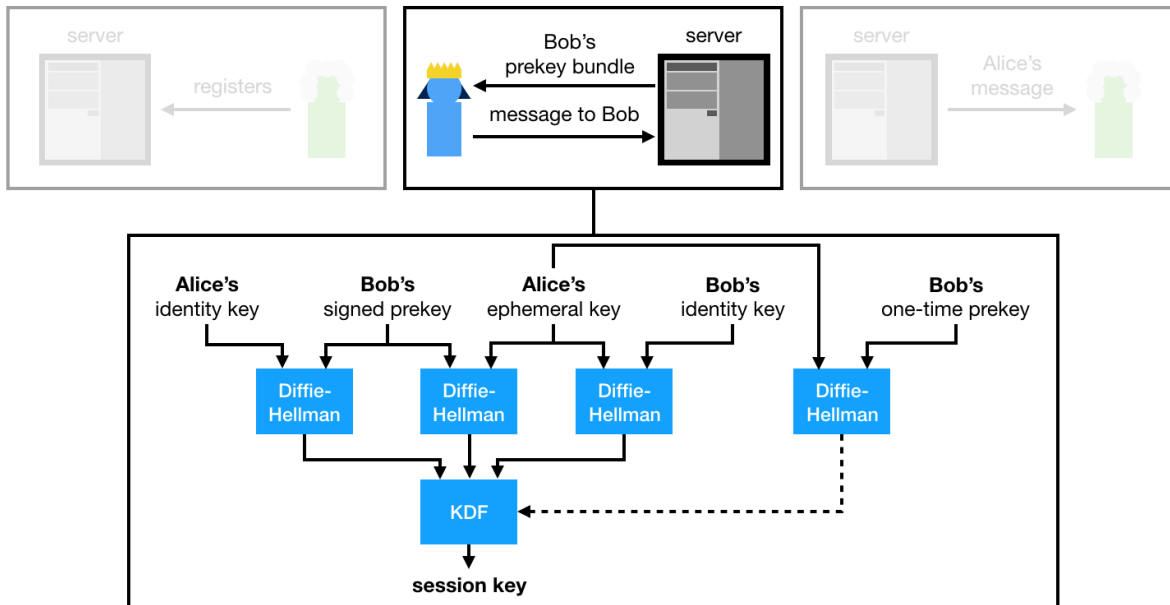 server
registers
Bob's
prekey bundle
message to Bob
server
server
Alice's
message
Alice's
identity key
Bob's
signed prekey
Alice's
ephemeral key
Bob's
identity key
Bob's
one-time prekey
Diffie-
Hellman
Diffie-
Hellman
Diffie-
Hellman
Diffie-
Hellman
KDF
session key